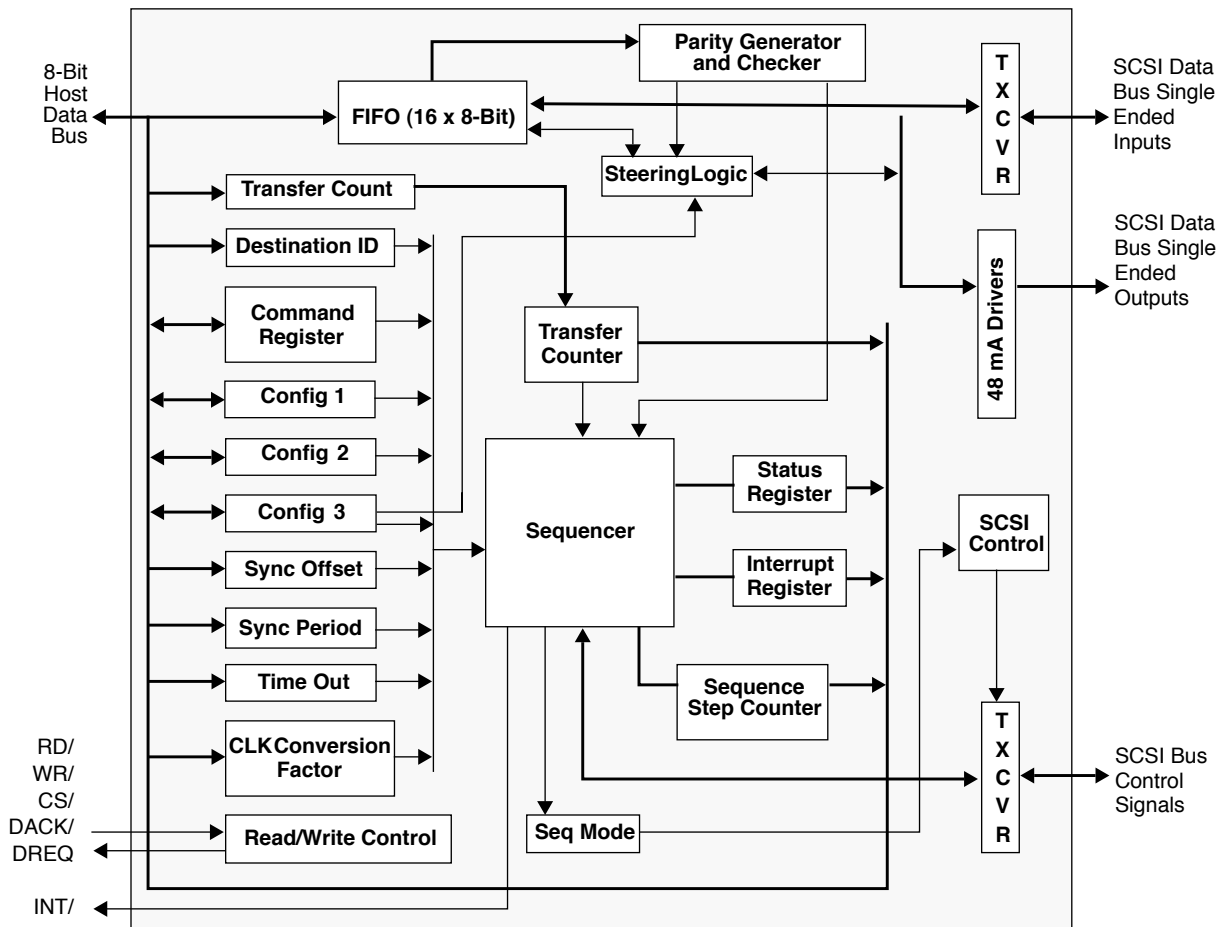 8-Bit
Host
Data
Bus
FIFO (16 x 8-Bit)
Parity Generator
and Checker
T
X
C
V
R
SCSI Data
Bus Single
Ended
Inputs
SteeringLogic
Transfer Count
Destination ID
SCSI Data
Bus Single
Ended
Outputs
48 mA Drivers
Command
Register
Transfer
Counter
Config 1
Config 2
Config 3
Sequencer
Status
Register
SCSI
Control
Sync Offset
Interrupt
Register
Sync Period
Time Out
Sequence
Step Counter
CLK Conversion
Factor
T
X
C
V
R
SCSI Bus
Control
Signals
RD/
WR/
CS/
DACK/
DREQ
Read/Write Control
Seq Mode
INT/